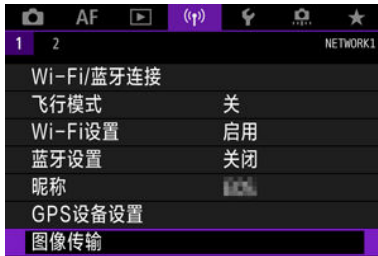 AF
1 2 NETWORK1
Wi-Fi/蓝牙连接
飞行模式 关
Wi-Fi设置 启用
蓝牙设置 关闭
昵称
GPS设备设置
图像传输